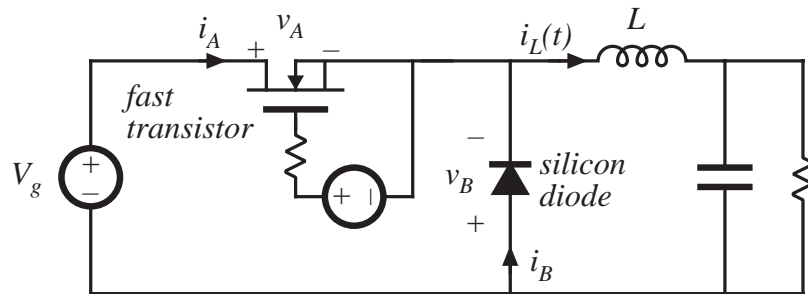 i_A
+ v_A −
i_L(t)
L
fast
transistor
V_g
+
−
+ −
−
v_B
+
silicon
diode
i_B